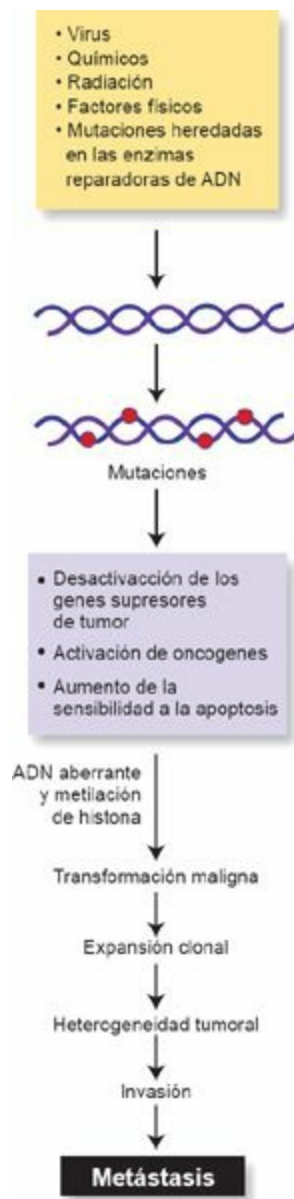 • Virus
• Químicos
• Radiación
• Factores físicos
• Mutaciones heredadas
en las enzimas
reparadoras de ADN
Mutaciones
• Desactivacción de los
genes supresores
de tumor
• Activación de oncogenes
• Aumento de la
sensibilidad a la apoptosis
ADN aberrante
y metilación
de histona
Transformación maligna
Expansión clonal
Heterogeneidad tumoral
Invasión
Metástasis